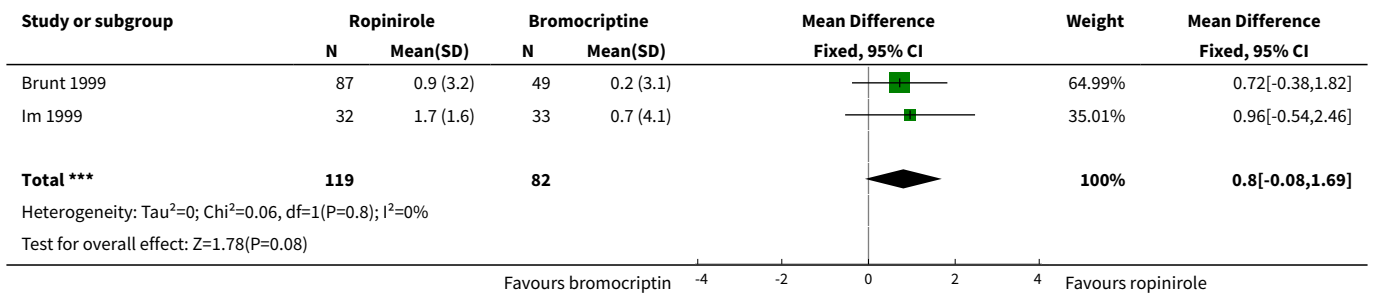 Study or subgroup Ropinirole Bromocriptine Mean Difference Weight Mean Difference
N Mean(SD) N Mean(SD) Fixed, 95% CI Fixed, 95% CI
Brunt 1999 87 0.9 (3.2) 49 0.2 (3.1) 64.99% 0.72[-0.38,1.82]
Im 1999 32 1.7 (1.6) 33 0.7 (4.1) 35.01% 0.96[-0.54,2.46]
Total *** 119 82 100% 0.8[-0.08,1.69]
Heterogeneity: Tau²=0; Chi²=0.06, df=1(P=0.8); I²=0%
Test for overall effect: Z=1.78(P=0.08)
Favours bromocriptin -4 -2 0 2 4 Favours ropinirole